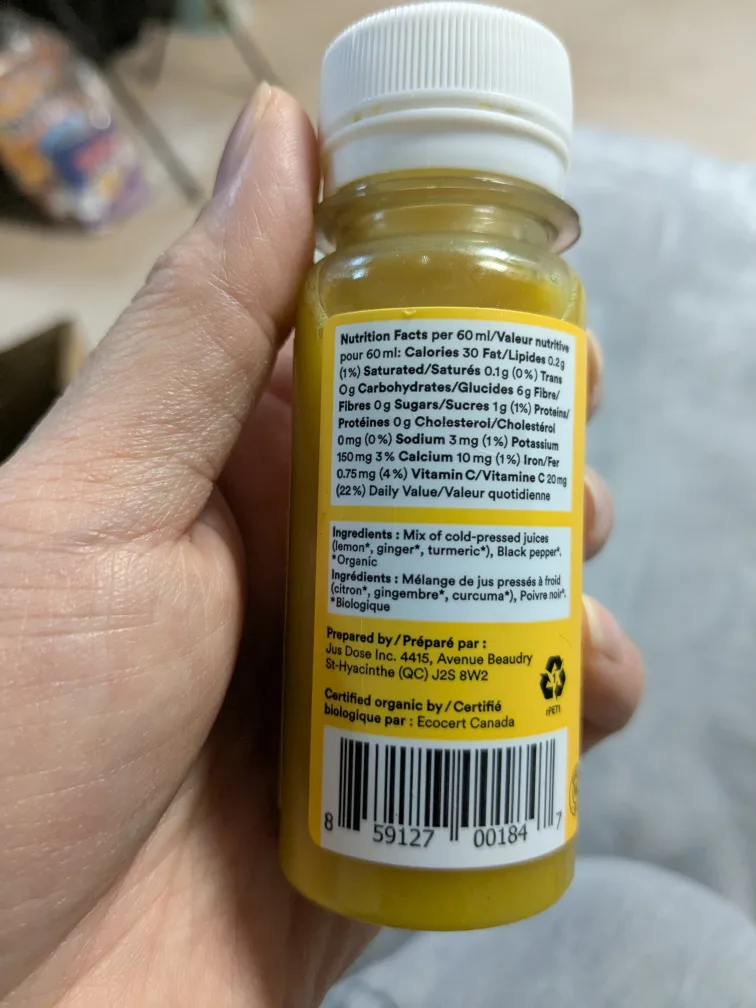 Nutrition Facts per 60 ml/Valeur nutritive
pour 60 ml: Calories 30 Fat/Lipides 0.2 g
(1%) Saturated/Saturés 0.1 g (0%) Trans
0 g Carbohydrates/Glucides 6 g Fibre/
Fibres 0 g Sugars/Sucres 1 g (1%) Proteins/
Protéines 0 g Cholesterol/Cholestérol
0 mg (0%) Sodium 3 mg (1%) Potassium
150 mg 3% Calcium 10 mg (1%) Iron/Fer
0.75 mg (4%) Vitamin C/Vitamine C 20 mg
(22%) Daily Value/Valeur quotidienne
Ingredients : Mix of cold-pressed juices
(lemon*, ginger*, turmeric*), Black pepper*.
*Organic
Ingrédients : Mélange de jus pressés à froid
(citron*, gingembre*, curcuma*), Poivre noir*.
*Biologique
Prepared by / Préparé par :
Jus Dose Inc. 4415, Avenue Beaudry
St-Hyacinthe (QC) J2S 8W2
1
rPET1
Certified organic by / Certifié
biologique par : Ecocert Canada
8 59127 00184 7